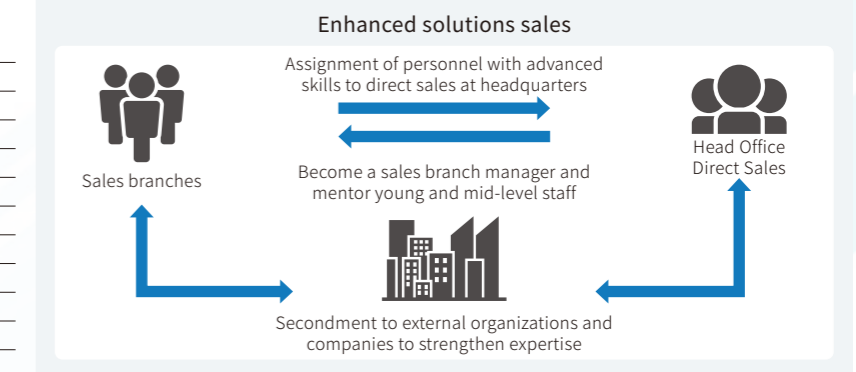 Enhanced solutions sales
Assignment of personnel with advanced
skills to direct sales at headquarters
Sales branches
Head Office
Direct Sales
Become a sales branch manager and
mentor young and mid-level staff
Secondment to external organizations and
companies to strengthen expertise